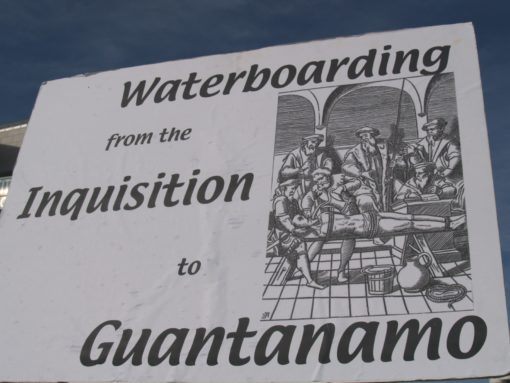 Waterboarding
from the
Inquisition
to
Guantanamo